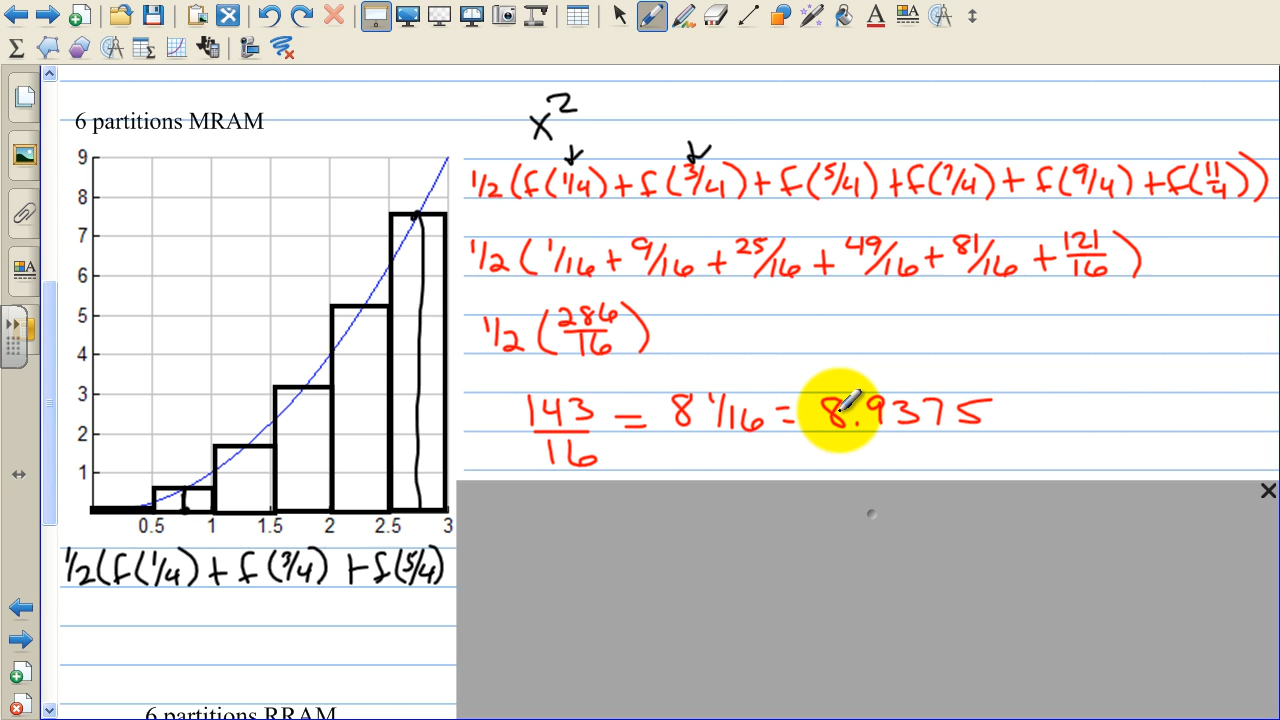 6 partitions MRAM
x²
½(f(1/4)+f(3/4)+f(5/4)+f(7/4)+f(9/4)+f(11/4))
½(1/16+9/16+25/16+49/16+81/16+121/16)
½(286/16)
143/16 = 8 1/16 = 8.9375
9
8
7
6
5
4
3
2
1
0.5 1 1.5 2 2.5 3
½(f(1/4)+f(3/4)+f(5/4)
6 partitions RRAM